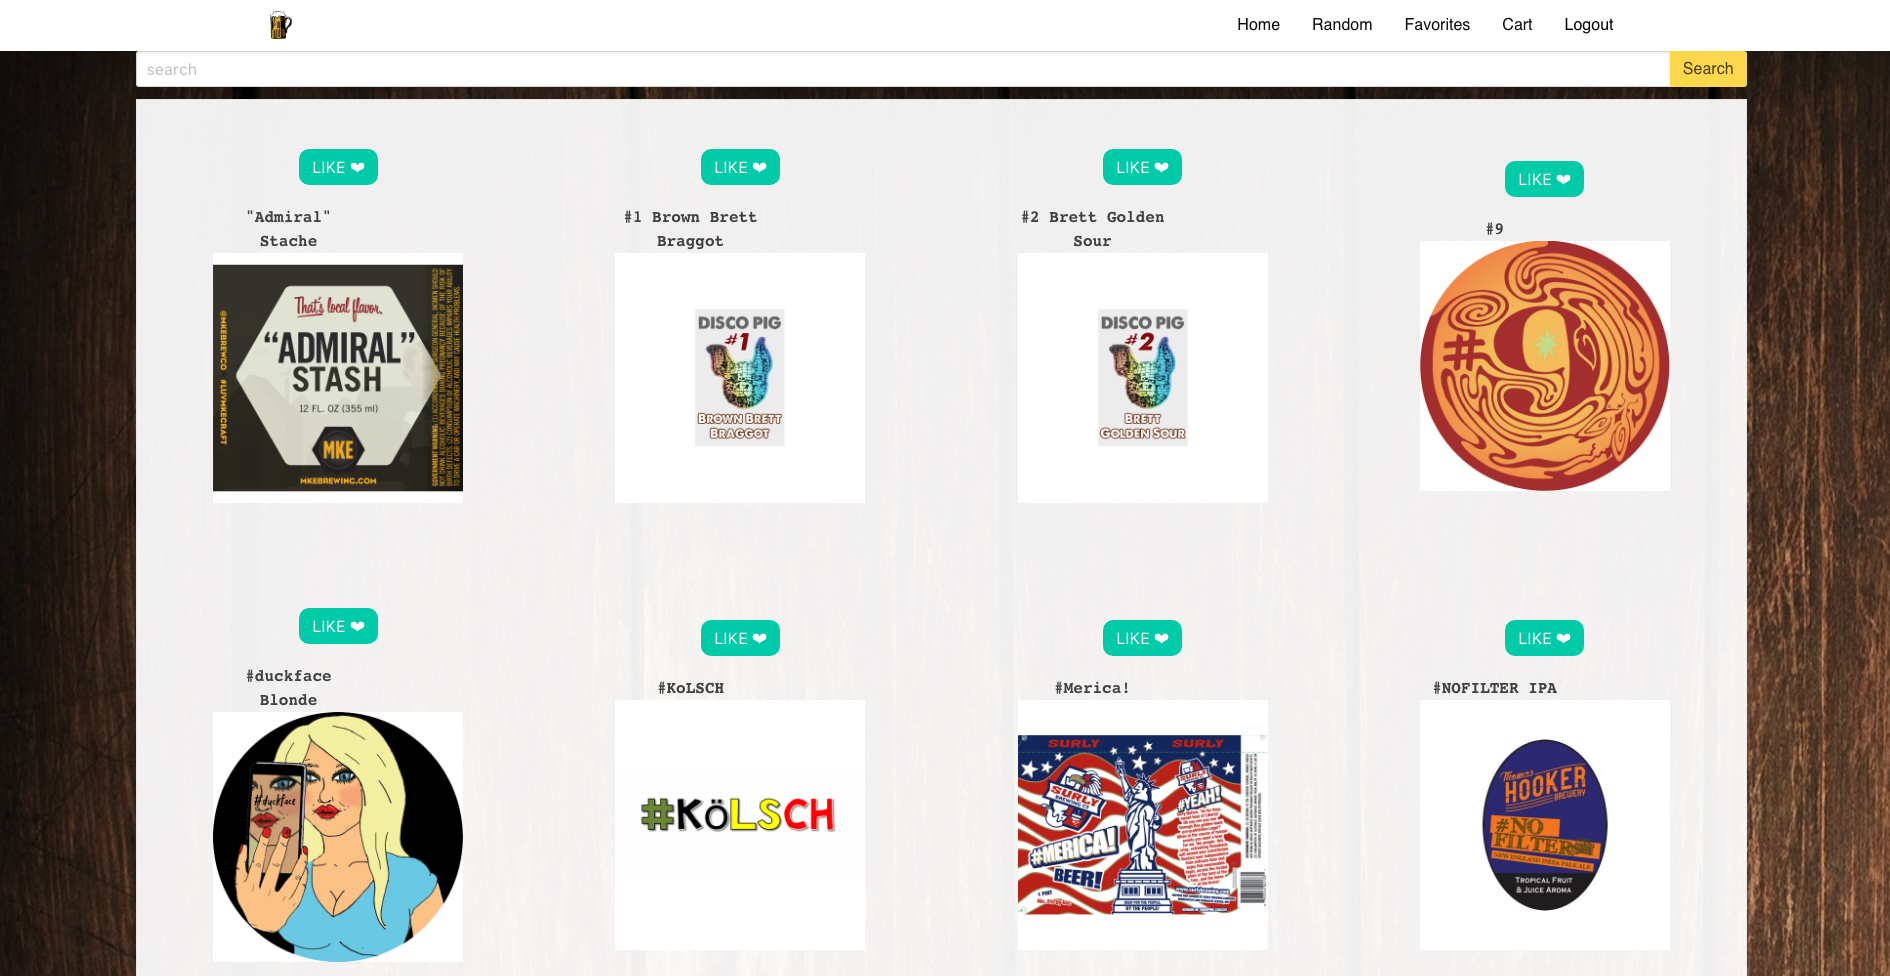 Home Random Favorites Cart Logout
search Search
LIKE ❤ LIKE ❤ LIKE ❤ LIKE ❤
"Admiral"
Stache
#1 Brown Brett
Braggot
#2 Brett Golden
Sour
#9
That's local flavor.
"ADMIRAL"
STASH
12 FL. OZ (355 ml)
MKE
MKEBREWING.COM
@MKEBREWCO #LUVMKECRAFT
DISCO PIG
#1
BROWN BRETT
BRAGGOT
DISCO PIG
#2
BRETT
GOLDEN SOUR
#9
LIKE ❤ LIKE ❤ LIKE ❤ LIKE ❤
#duckface
Blonde
#KoLSCH
#Merica!
#NOFILTER IPA
#duckface
#KöLSCH
SURLY SURLY
SURLY
BREWING CO.
SURLY
#YEAH!
#MERICA!
BEER!
1 PINT
Thomas
HOOKER
BREWERY
#NO
FILTER
NEW ENGLAND INDIA PALE ALE
TROPICAL FRUIT
& JUICE AROMA